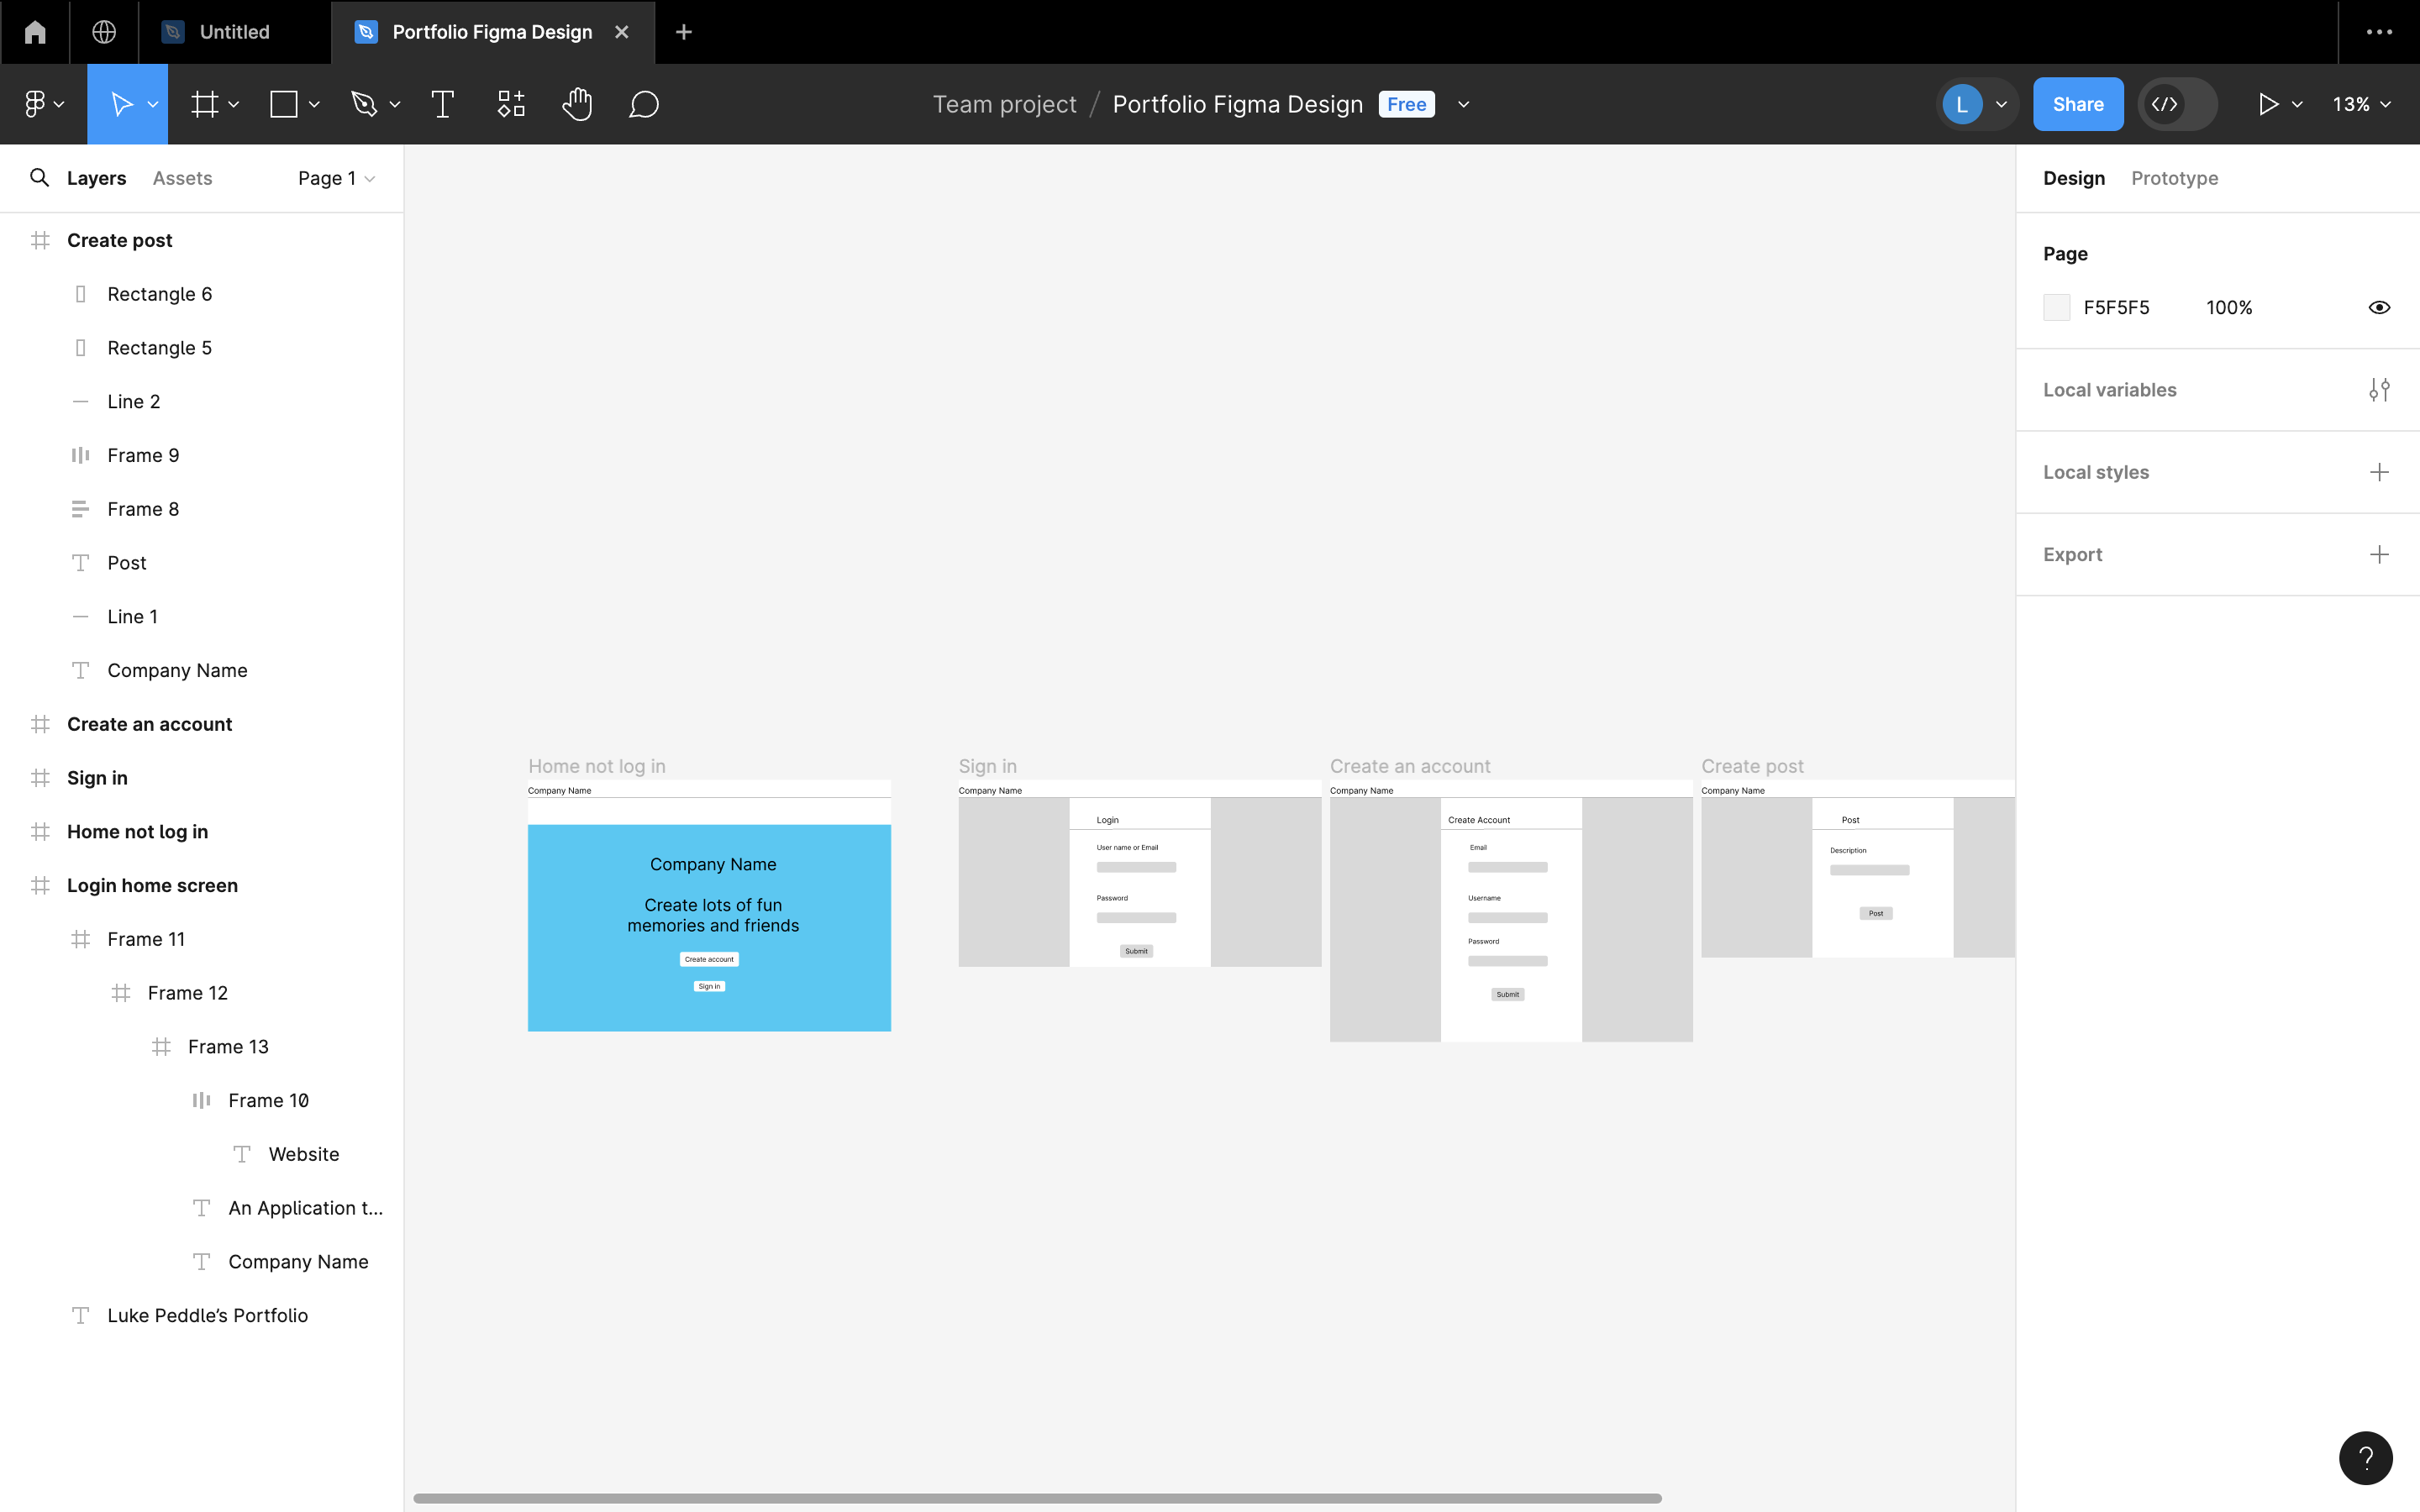 Untitled
Portfolio Figma Design
Team project / Portfolio Figma Design Free
L
Share
13%
Layers
Assets
Page 1
Create post
Rectangle 6
Rectangle 5
Line 2
Frame 9
Frame 8
Post
Line 1
Company Name
Create an account
Sign in
Home not log in
Login home screen
Frame 11
Frame 12
Frame 13
Frame 10
Website
An Application t...
Company Name
Luke Peddle’s Portfolio
Home not log in
Company Name
Company Name
Create lots of fun
memories and friends
Create account
Sign in
Sign in
Company Name
Login
User name or Email
Password
Submit
Create an account
Company Name
Create Account
Email
Username
Password
Submit
Create post
Company Name
Post
Description
Post
Design
Prototype
Page
F5F5F5
100%
Local variables
Local styles
Export
?